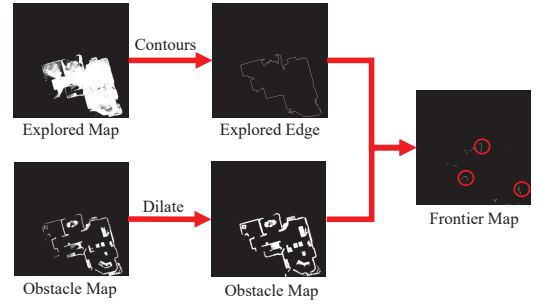 Contours
Explored Map
Explored Edge
Dilate
Frontier Map
Obstacle Map
Obstacle Map